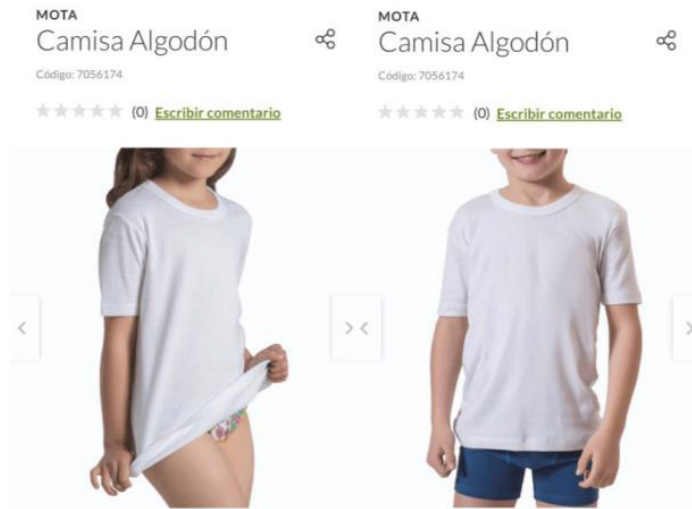 MOTA
Camisa Algodón
Código: 7056174
(0) Escribir comentario
MOTA
Camisa Algodón
Código: 7056174
(0) Escribir comentario